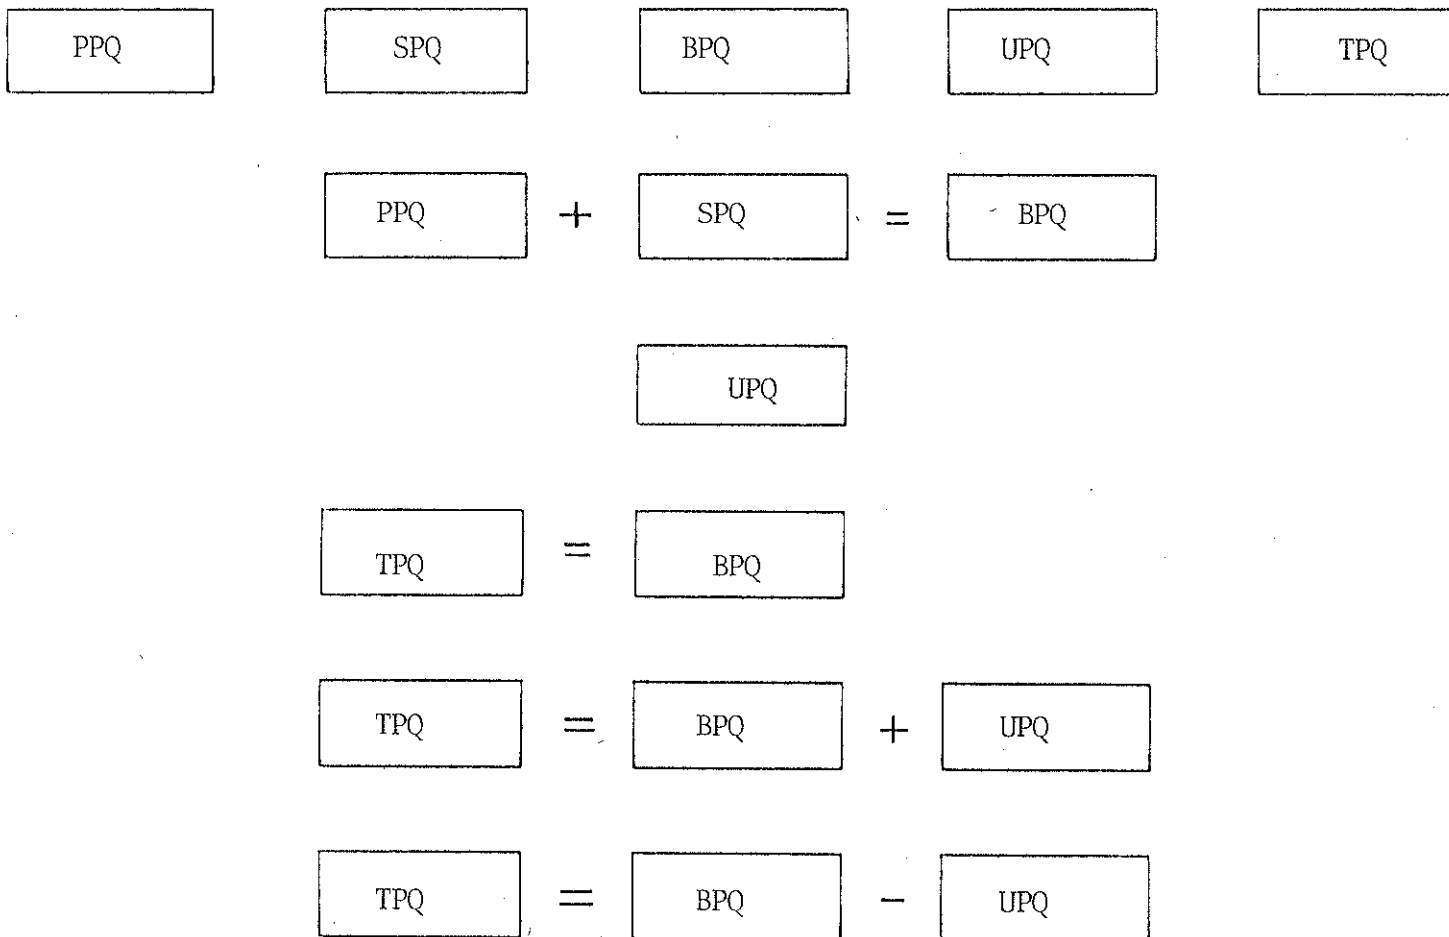 PPQ SPQ BPQ UPQ TPQ
PPQ + SPQ = BPQ
UPQ
TPQ = BPQ
TPQ = BPQ + UPQ
TPQ = BPQ - UPQ